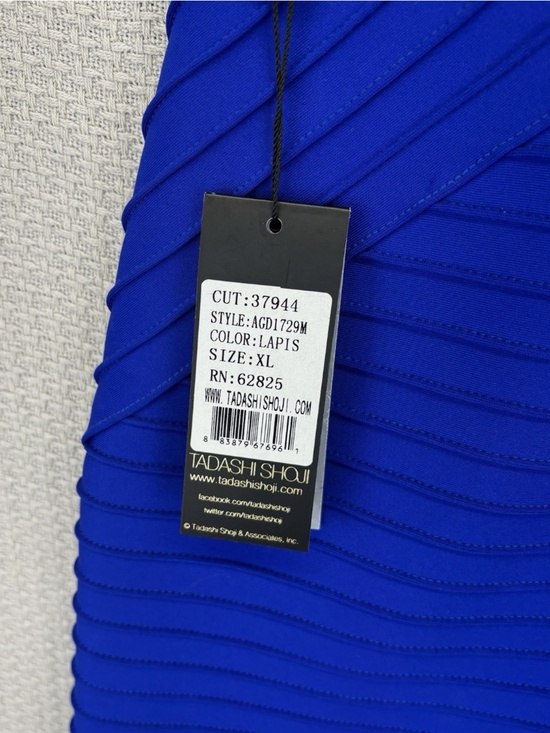 CUT:37944
STYLE:AGD1729M
COLOR:LAPIS
SIZE:XL
RN:62825
WWW.TADASHISHOJI.COM
8 83879 67696 1
TADASHI SHOJI
www.tadashishoji.com
facebook.com/tadashishoji
twitter.com/tadashishoji
© Tadashi Shoji & Associates, Inc.